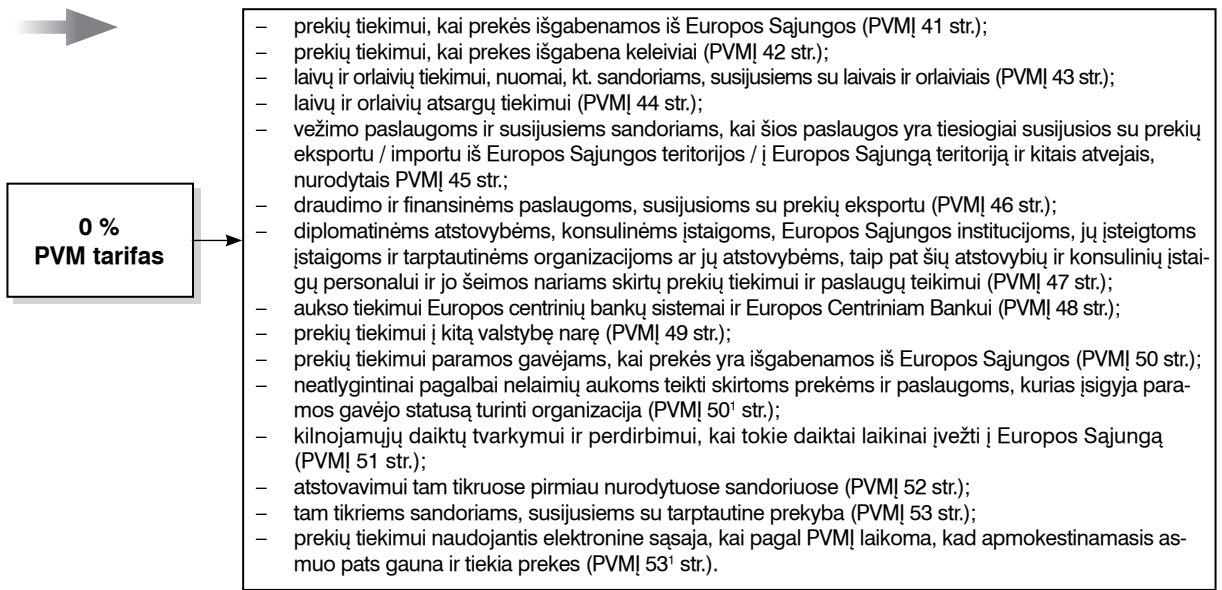 0 %
PVM tarifas
– prekių tiekimui, kai prekės išgabenamos iš Europos Sąjungos (PVMĮ 41 str.);
– prekių tiekimui, kai prekes išgabena keleiviai (PVMĮ 42 str.);
– laivų ir orlaivių tiekimui, nuomai, kt. sandoriams, susijusiems su laivais ir orlaiviais (PVMĮ 43 str.);
– laivų ir orlaivių atsargų tiekimui (PVMĮ 44 str.);
– vežimo paslaugoms ir susijusiems sandoriams, kai šios paslaugos yra tiesiogiai susijusios su prekių
eksportu / importu iš Europos Sąjungos teritorijos / į Europos Sąjungą teritoriją ir kitais atvejais,
nurodytais PVMĮ 45 str.;
– draudimo ir finansinėms paslaugoms, susijusioms su prekių eksportu (PVMĮ 46 str.);
– diplomatinėms atstovybėms, konsulinėms įstaigoms, Europos Sąjungos institucijoms, jų įsteigtoms
įstaigoms ir tarptautinėms organizacijoms ar jų atstovybėms, taip pat šių atstovybių ir konsulinių įstai-
gų personalui ir jo šeimos nariams skirtų prekių tiekimui ir paslaugų teikimui (PVMĮ 47 str.);
– aukso tiekimui Europos centrinių bankų sistemai ir Europos Centriniam Bankui (PVMĮ 48 str.);
– prekių tiekimui į kitą valstybę narę (PVMĮ 49 str.);
– prekių tiekimui paramos gavėjams, kai prekės yra išgabenamos iš Europos Sąjungos (PVMĮ 50 str.);
– neatlygintinai pagalbai nelaimių aukoms teikti skirtoms prekėms ir paslaugoms, kurias įsigyja para-
mos gavėjo statusą turinti organizacija (PVMĮ 50¹ str.);
– kilnojamųjų daiktų tvarkymui ir perdirbimui, kai tokie daiktai laikinai įvežti į Europos Sąjungą
(PVMĮ 51 str.);
– atstovavimui tam tikruose pirmiau nurodytuose sandoriuose (PVMĮ 52 str.);
– tam tikriems sandoriams, susijusiems su tarptautine prekyba (PVMĮ 53 str.);
– prekių tiekimui naudojantis elektronine sąsaja, kai pagal PVMĮ laikoma, kad apmokestinamasis as-
muo pats gauna ir tiekia prekes (PVMĮ 53¹ str.).